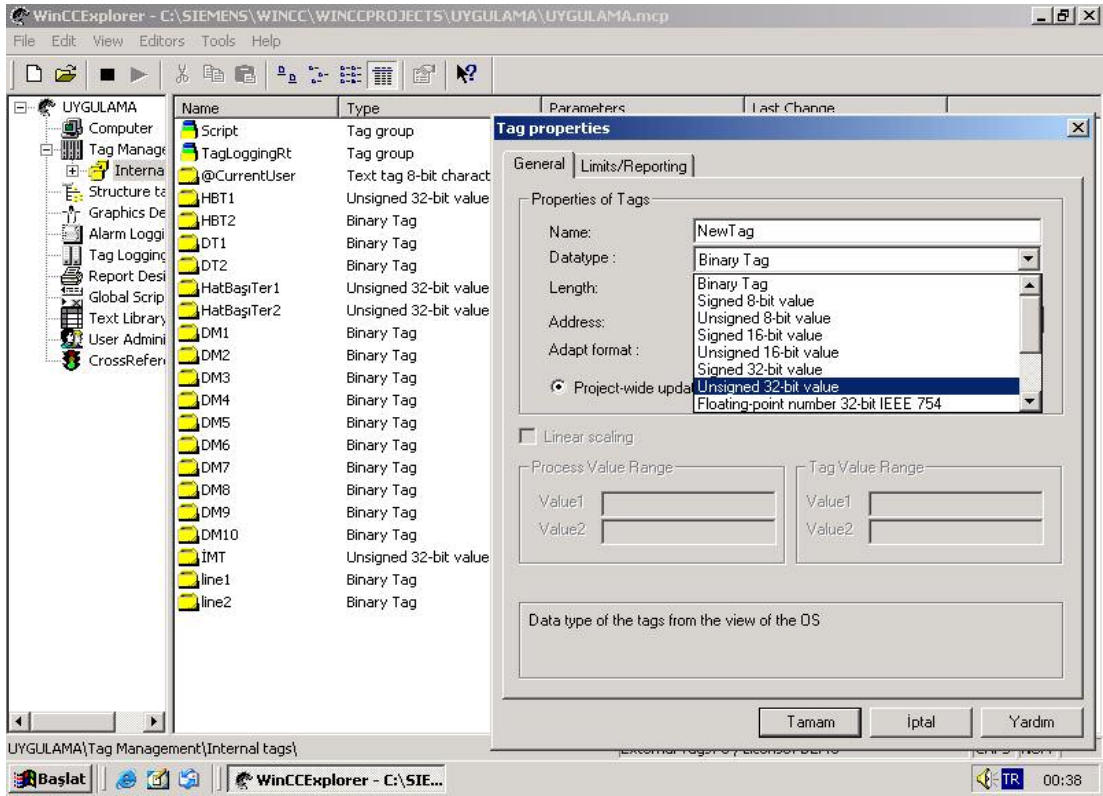 WinCCExplorer - C:\SIEMENS\WINCC\WINCCPROJECTS\UYGULAMA\UYGULAMA.mcp
File Edit View Editors Tools Help
UYGULAMA
Computer
Tag Manage
Interna
Structure ta
Graphics De
Alarm Loggi
Tag Logging
Report Desi
Global Scrip
Text Library
User Admini
CrossRefere
Name Type Parameters Last Change
Script Tag group
TagLoggingRt Tag group
@CurrentUser Text tag 8-bit charact
HBT1 Unsigned 32-bit value
HBT2 Binary Tag
DT1 Binary Tag
DT2 Binary Tag
HatBaşıTer1 Unsigned 32-bit value
HatBaşıTer2 Unsigned 32-bit value
DM1 Binary Tag
DM2 Binary Tag
DM3 Binary Tag
DM4 Binary Tag
DM5 Binary Tag
DM6 Binary Tag
DM7 Binary Tag
DM8 Binary Tag
DM9 Binary Tag
DM10 Binary Tag
İMT Unsigned 32-bit value
line1 Binary Tag
line2 Binary Tag
Tag properties
General Limits/Reporting
Properties of Tags
Name: NewTag
Datatype : Binary Tag
Length:
Address:
Adapt format :
Project-wide upda
Binary Tag
Signed 8-bit value
Unsigned 8-bit value
Signed 16-bit value
Unsigned 16-bit value
Signed 32-bit value
Unsigned 32-bit value
Floating-point number 32-bit IEEE 754
Linear scaling
Process Value Range Tag Value Range
Value1 Value1
Value2 Value2
Data type of the tags from the view of the OS
Tamam İptal Yardım
UYGULAMA\Tag Management\Internal tags\
Başlat WinCCExplorer - C:\SIE... TR 00:38